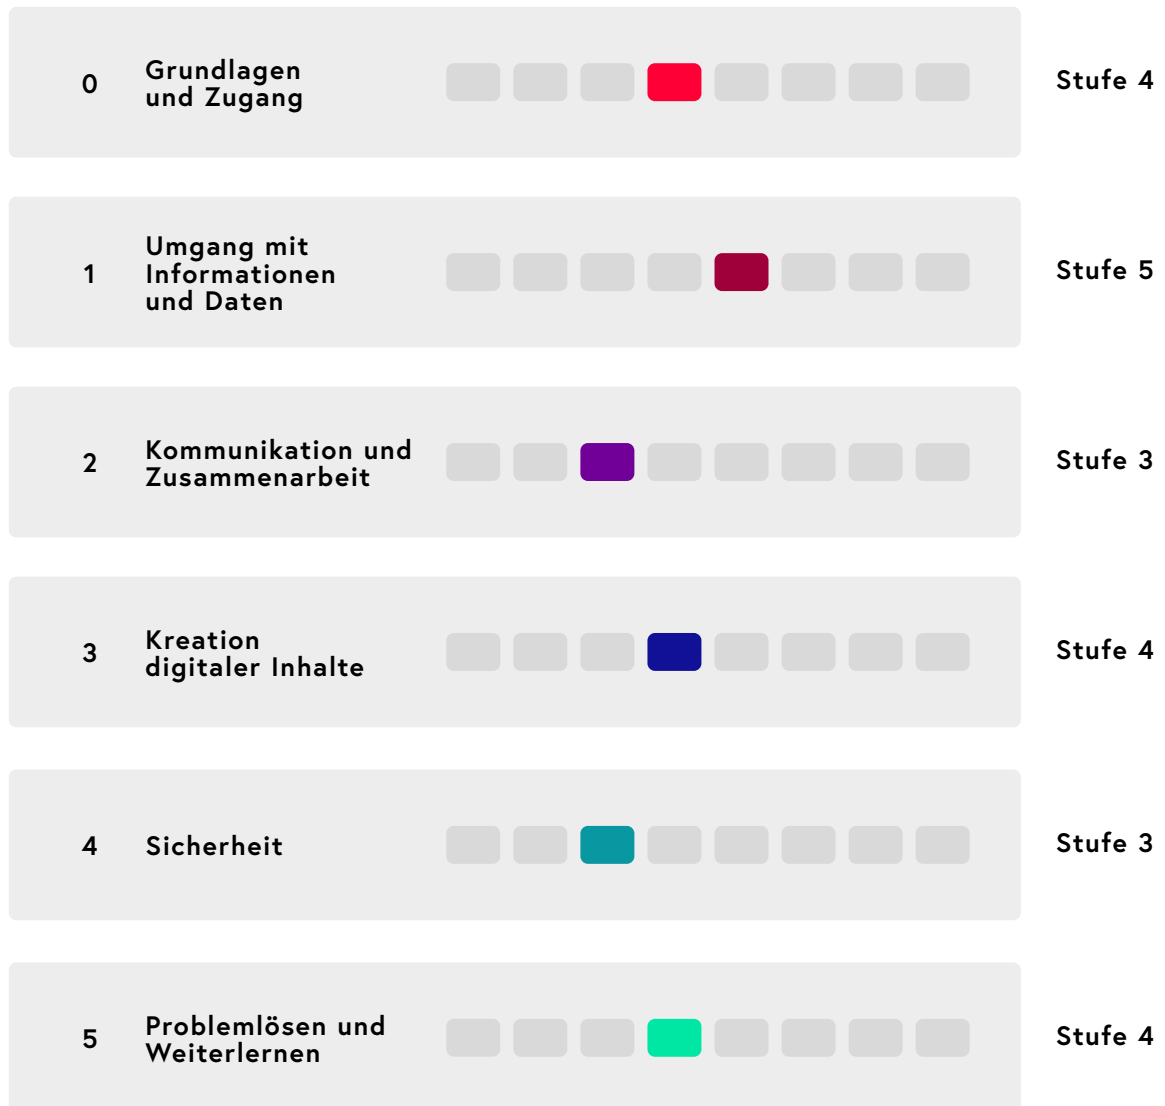 0
Grundlagen
und Zugang
Stufe 4
1
Umgang mit
Informationen
und Daten
Stufe 5
2
Kommunikation und
Zusammenarbeit
Stufe 3
3
Kreation
digitaler Inhalte
Stufe 4
4
Sicherheit
Stufe 3
5
Problemlösen und
Weiterlernen
Stufe 4